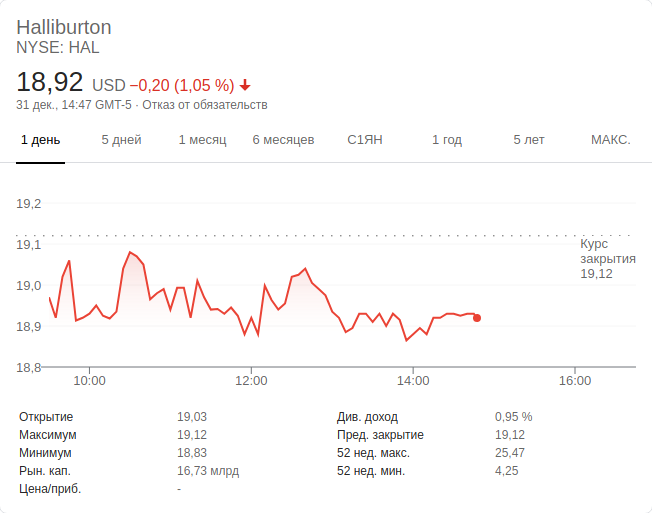 Halliburton
NYSE: HAL
18,92 USD −0,20 (1,05 %)
31 дек., 14:47 GMT-5 · Отказ от обязательств
1 день 5 дней 1 месяц 6 месяцев С1ЯН 1 год 5 лет МАКС.
19,2
19,1
Курс
закрытия
19,12
19,0
18,9
18,8
10:00 12:00 14:00 16:00
Открытие 19,03 Див. доход 0,95 %
Максимум 19,12 Пред. закрытие 19,12
Минимум 18,83 52 нед. макс. 25,47
Рын. кап. 16,73 млрд 52 нед. мин. 4,25
Цена/приб. -